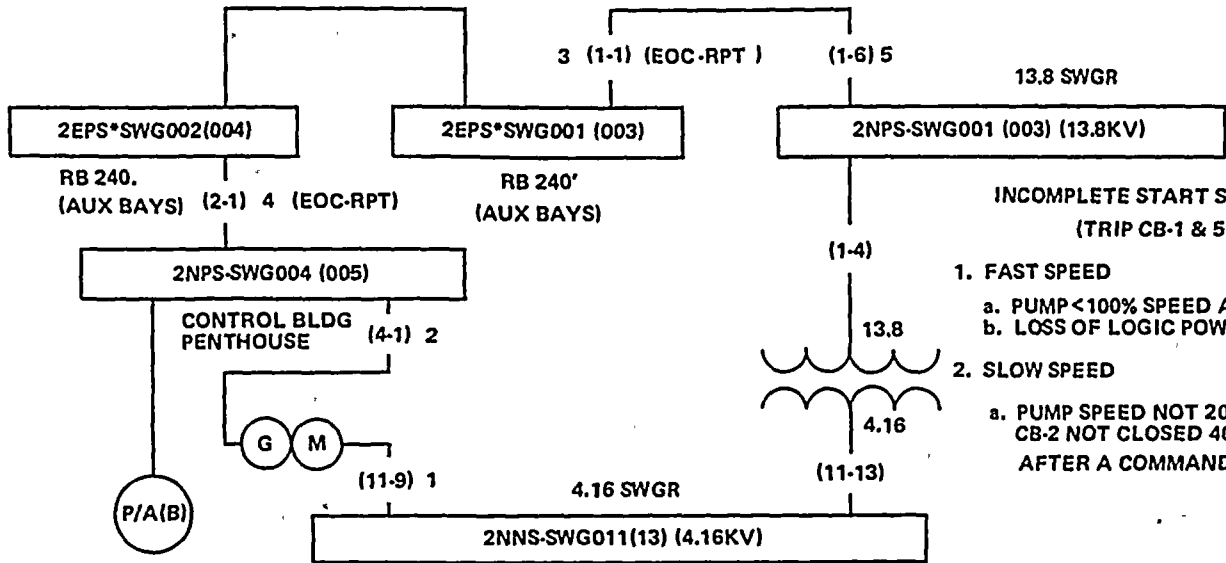 3 (1-1) (EOC-RPT )
(1-6) 5
13.8 SWGR
2EPS*SWG002(004)
2EPS*SWG001 (003)
2NPS-SWG001 (003) (13.8KV)
RB 240.
(AUX BAYS)
(2-1) 4 (EOC-RPT)
RB 240'
(AUX BAYS)
INCOMPLETE START S
(TRIP CB-1 & 5
(1-4)
2NPS-SWG004 (005)
1. FAST SPEED
a. PUMP<100% SPEED A
b. LOSS OF LOGIC POW
CONTROL BLDG
PENTHOUSE
(4-1) 2
13.8
2. SLOW SPEED
4.16
a. PUMP SPEED NOT 20
CB-2 NOT CLOSED 40
AFTER A COMMAND
G
M
(11-9) 1
(11-13)
P/A(B)
4.16 SWGR
2NNS-SWG011(13) (4.16KV)